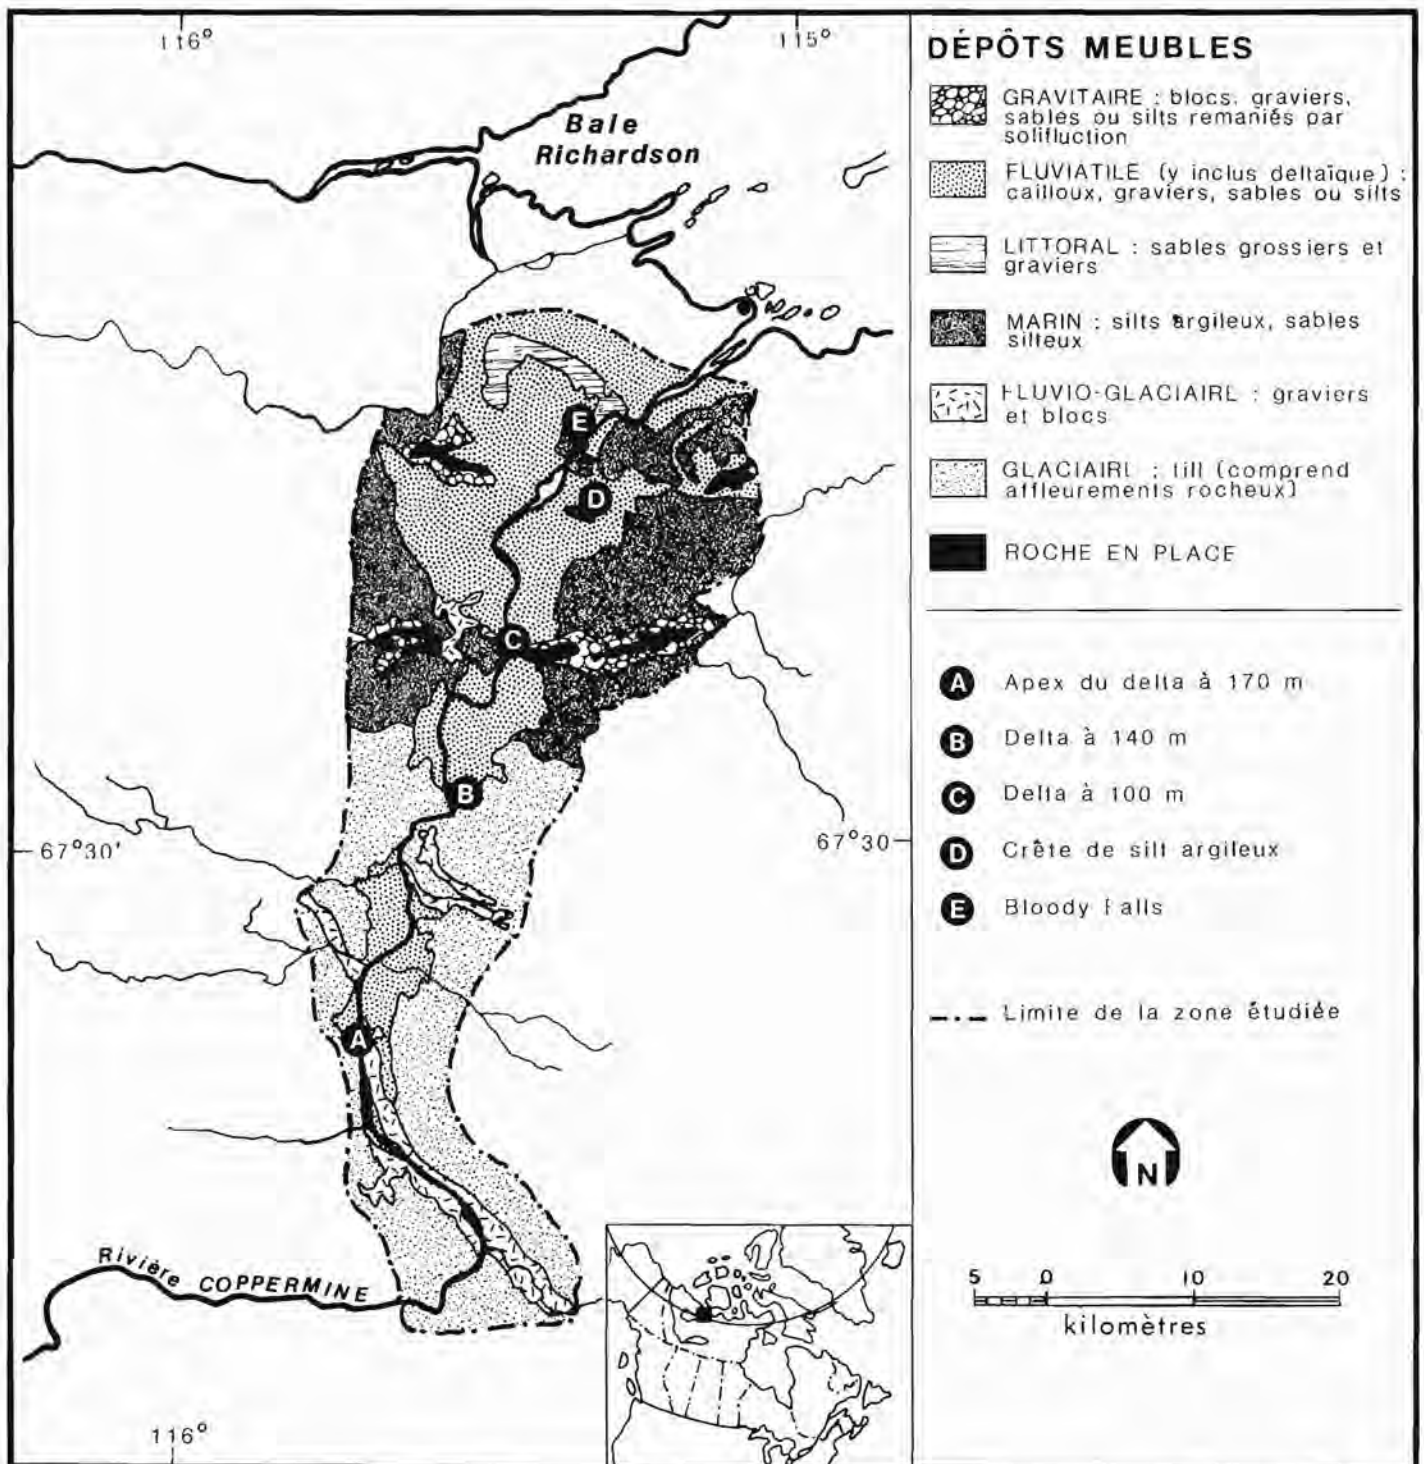 116°
115°
Baie
Richardson
67°30'
67°30
A
B
C
D
E
Rivière COPPERMINE
116°
DÉPÔTS MEUBLES
GRAVITAIRE : blocs, graviers,
sables ou silts remaniés par
solifluction
FLUVIATILE (y inclus deltaïque) :
cailloux, graviers, sables ou silts
LITTORAL : sables grossiers et
graviers
MARIN : silts argileux, sables
silteux
FLUVIO-GLACIAIRE : graviers
et blocs
GLACIAIRE : till (comprend
affleurements rocheux)
ROCHE EN PLACE
A Apex du delta à 170 m
B Delta à 140 m
C Delta à 100 m
D Crête de silt argileux
E Bloody Falls
Limite de la zone étudiée
N
5 0 10 20
kilomètres